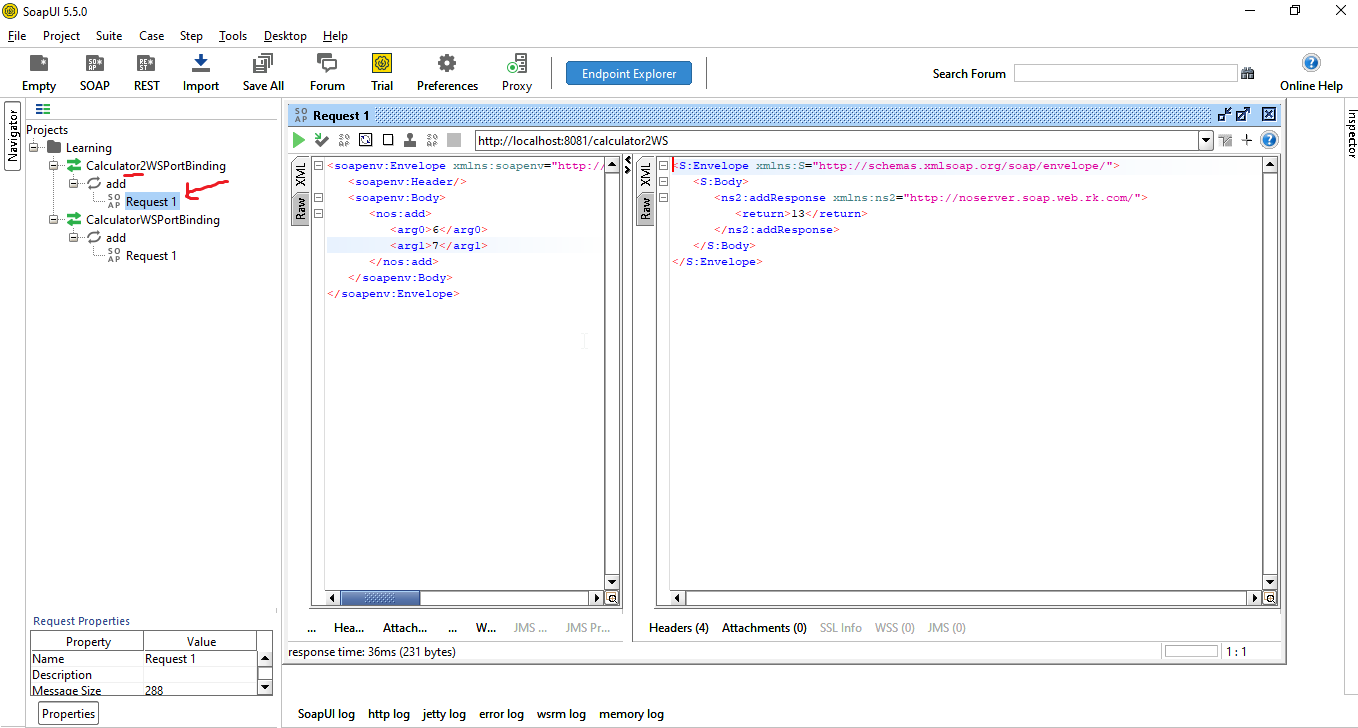 SoapUI 5.5.0
File Project Suite Case Step Tools Desktop Help
Empty SOAP REST Import Save All Forum Trial Preferences Proxy Endpoint Explorer Search Forum Online Help
Navigator
Projects
Learning
Calculator2WSPortBinding
add
Request 1
CalculatorWSPortBinding
add
Request 1
Request Properties
Property Value
Name Request 1
Description
Message Size 288
Properties
SO AP Request 1
http://localhost:8081/calculator2WS
XML
Raw
<soapenv:Envelope xmlns:soapenv="http://
<soapenv:Header/>
<soapenv:Body>
<nos:add>
<arg0>6</arg0>
<arg1>7</arg1>
</nos:add>
</soapenv:Body>
</soapenv:Envelope>
... Hea... Attach... ... W... JMS ... JMS Pr...
XML
Raw
<S:Envelope xmlns:S="http://schemas.xmlsoap.org/soap/envelope/">
<S:Body>
<ns2:addResponse xmlns:ns2="http://noserver.soap.web.rk.com/">
<return>13</return>
</ns2:addResponse>
</S:Body>
</S:Envelope>
Headers (4) Attachments (0) SSL Info WSS (0) JMS (0)
response time: 36ms (231 bytes) 1 : 1
SoapUI log http log jetty log error log wsrm log memory log
Inspector